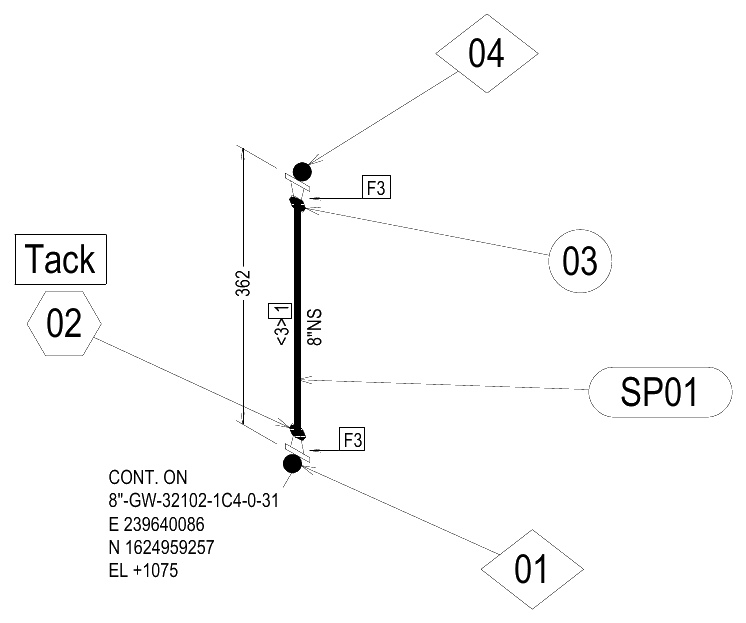 04
F3
03
Tack
02
362
<3> 1
8"NS
SP01
F3
CONT. ON
8"-GW-32102-1C4-0-31
E 239640086
N 1624959257
EL +1075
01